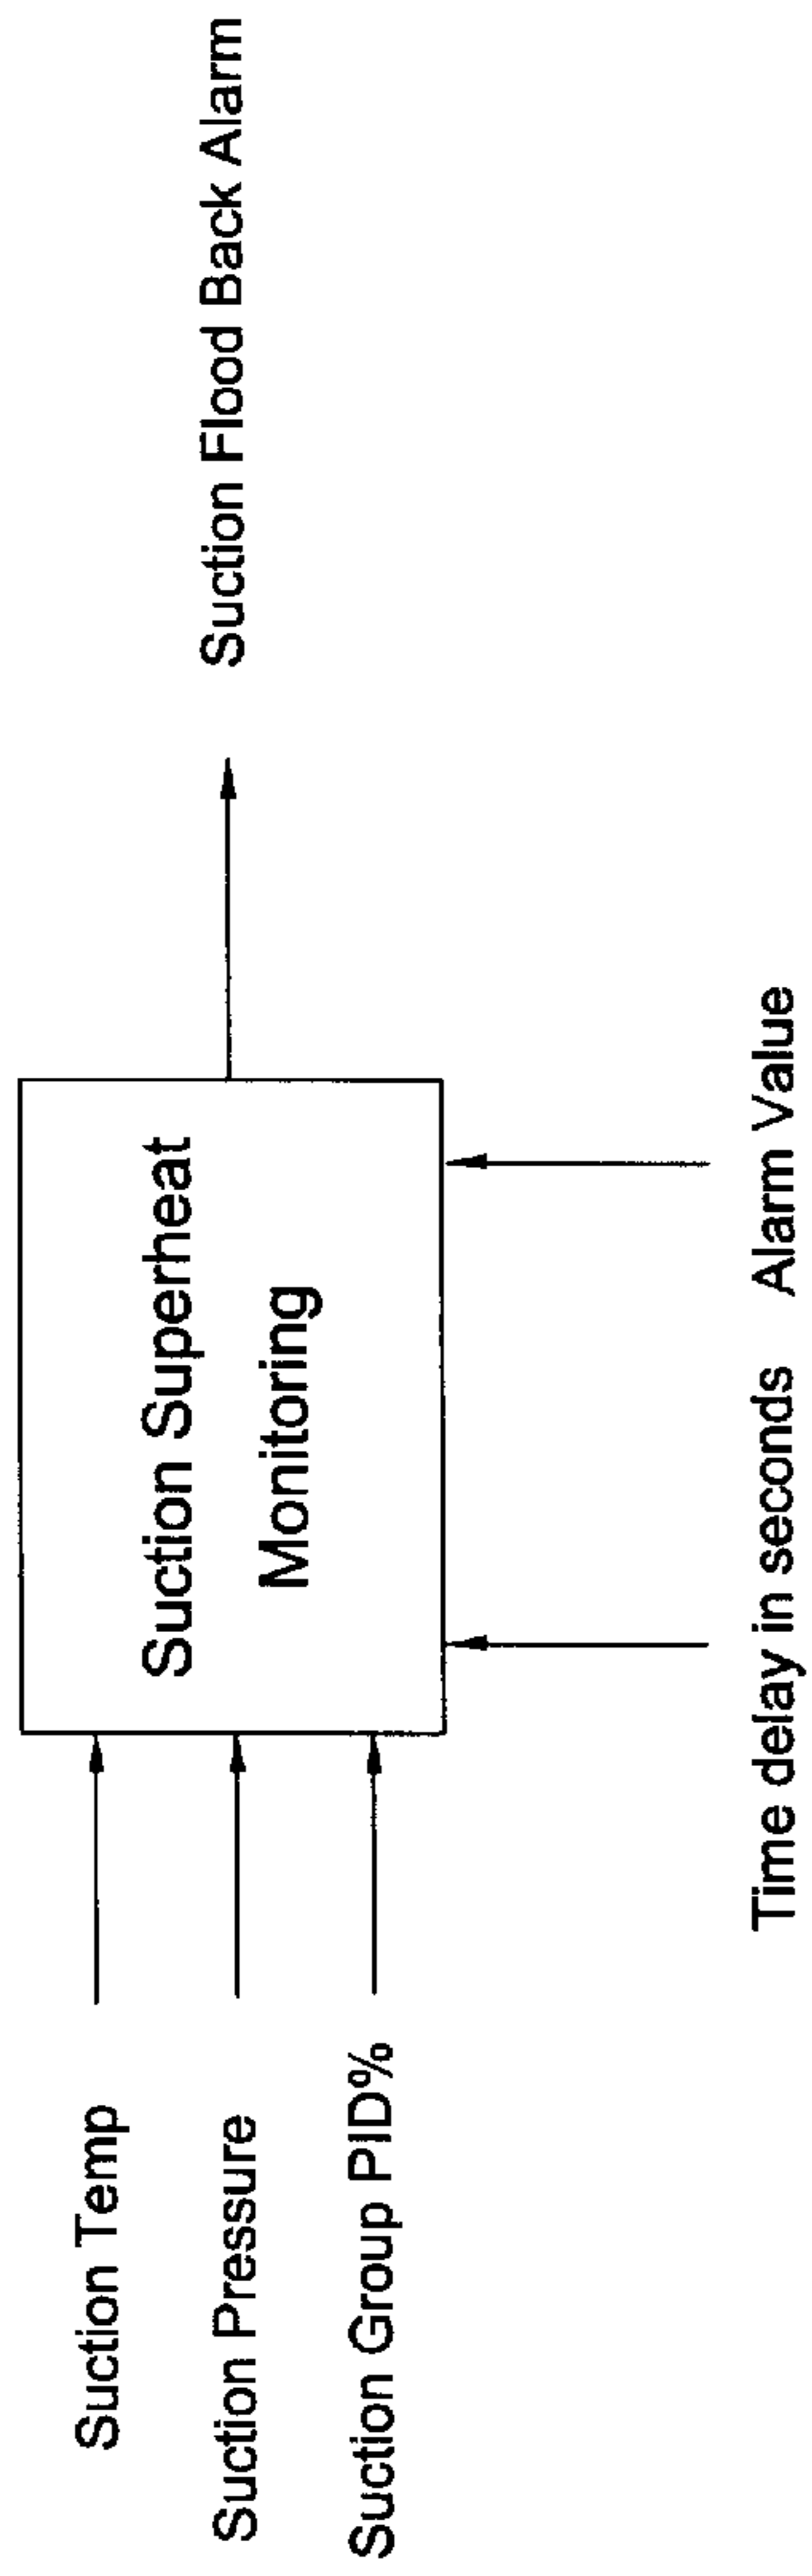 Suction Temp
Suction Pressure
Suction Group PID%
Suction Superheat
Monitoring
Suction Flood Back Alarm
Time delay in seconds
Alarm Value